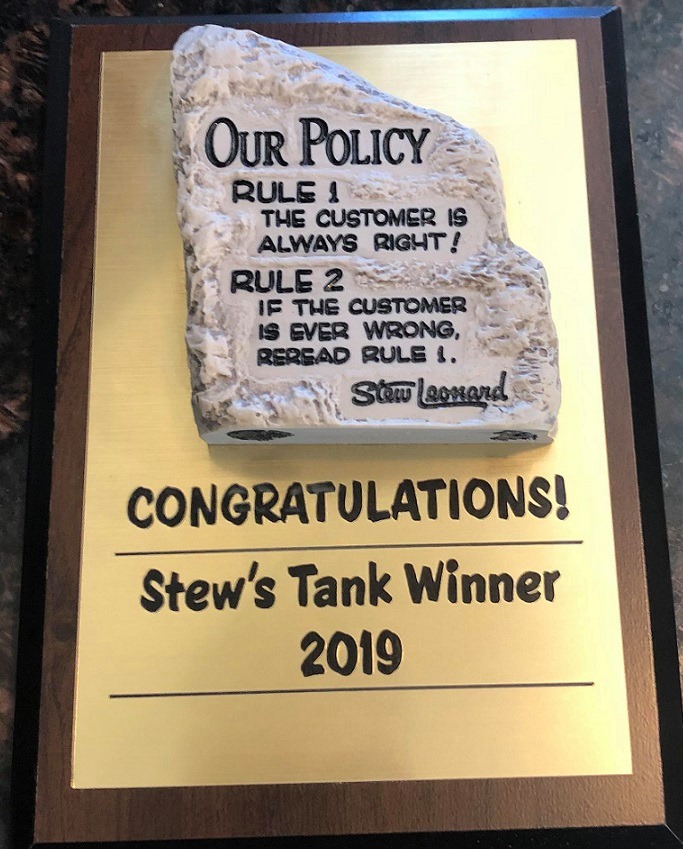 OUR POLICY
RULE 1
THE CUSTOMER IS
ALWAYS RIGHT!
RULE 2
IF THE CUSTOMER
IS EVER WRONG,
REREAD RULE 1.
Stew Leonard
CONGRATULATIONS!
Stew's Tank Winner
2019